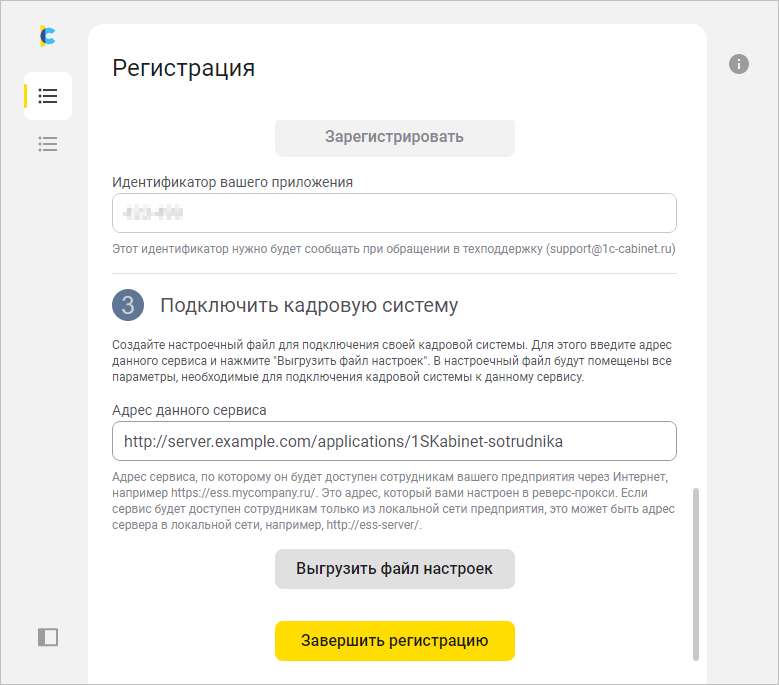 Регистрация
Зарегистрировать
Идентификатор вашего приложения
Этот идентификатор нужно будет сообщать при обращении в техподдержку (support@1c-cabinet.ru)
3 Подключить кадровую систему
Создайте настроечный файл для подключения своей кадровой системы. Для этого введите адрес
данного сервиса и нажмите "Выгрузить файл настроек". В настроечный файл будут помещены все
параметры, необходимые для подключения кадровой системы к данному сервису.
Адрес данного сервиса
http://server.example.com/applications/1SKabinet-sotrudnika
Адрес сервиса, по которому он будет доступен сотрудникам вашего предприятия через Интернет,
например https://ess.mycompany.ru/. Это адрес, который вами настроен в реверс-прокси. Если
сервис будет доступен сотрудникам только из локальной сети предприятия, это может быть адрес
сервера в локальной сети, например, http://ess-server/.
Выгрузить файл настроек
Завершить регистрацию